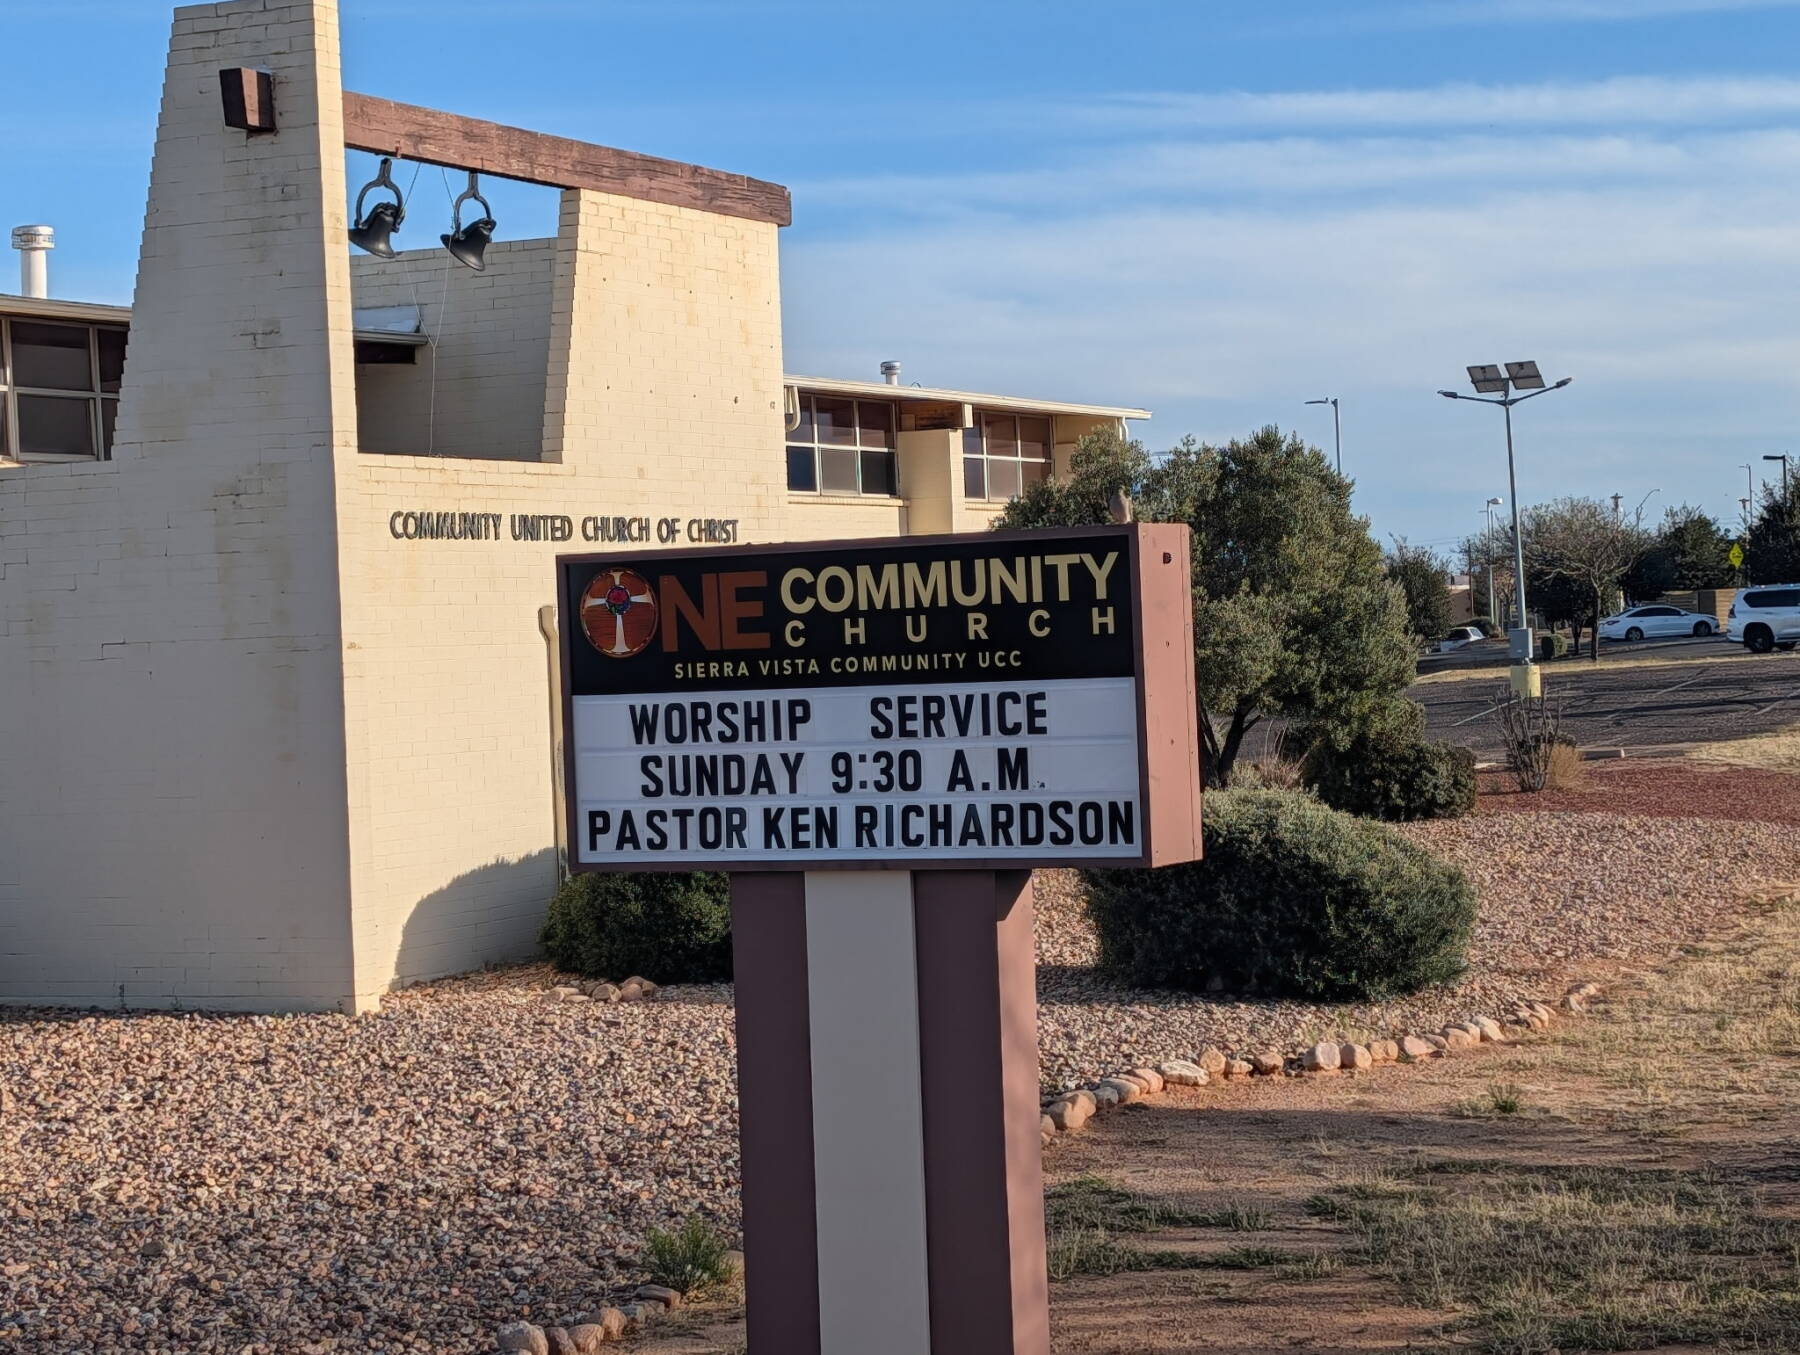 COMMUNITY UNITED CHURCH OF CHRIST
ONE COMMUNITY
CHURCH
SIERRA VISTA COMMUNITY UCC
WORSHIP SERVICE
SUNDAY 9:30 A.M.
PASTOR KEN RICHARDSON